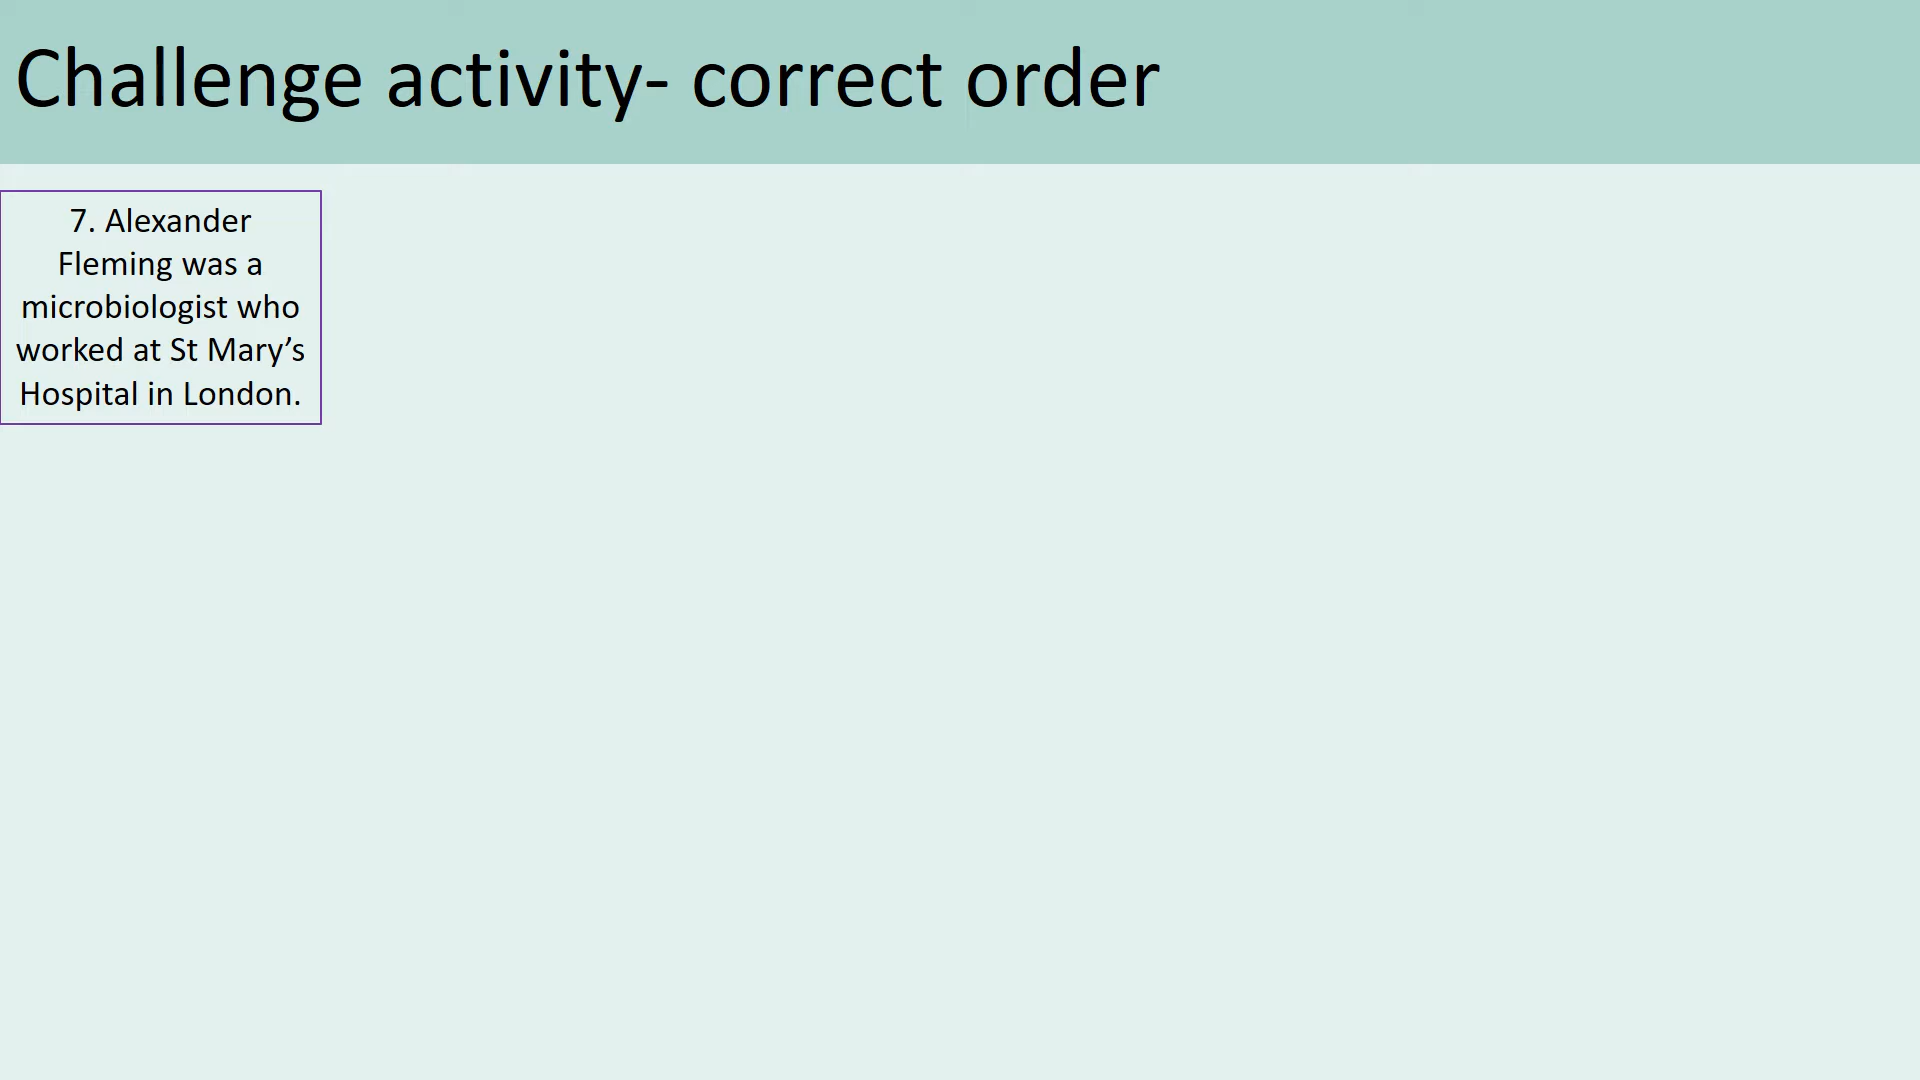 Challenge activity- correct order
7. Alexander
Fleming was a
microbiologist who
worked at St Mary’s
Hospital in London.